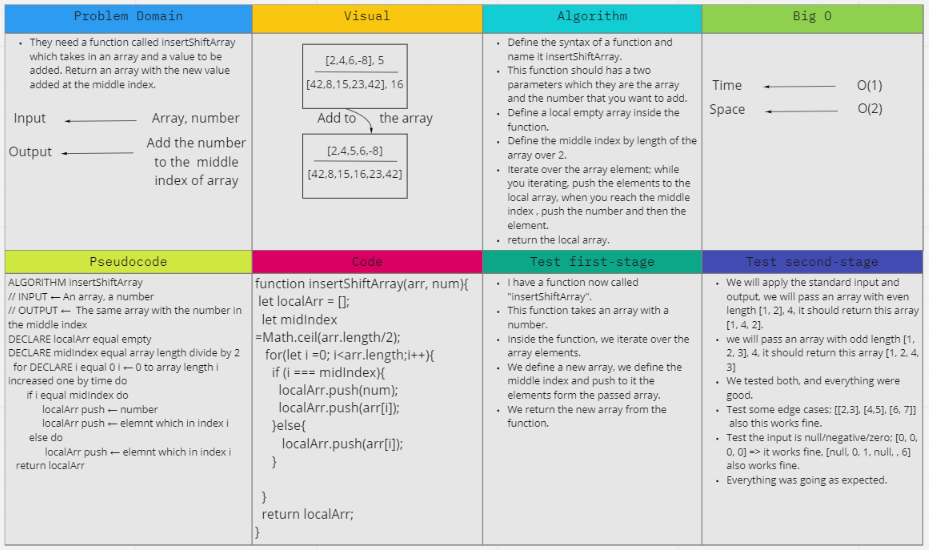 Problem Domain
They need a function called insertShiftArray
which takes in an array and a value to be
added. Return an array with the new value
added at the middle index.
Input
Array, number
Output
Add the number
to the middle
index of array
Visual
[2,4,6,-8], 5
[42,8,15,23,42], 16
Add to the array
[2,4,5,6,-8]
[42,8,15,16,23,42]
Algorithm
Define the syntax of a function and
name it insertShiftArray.
This function should has a two
parameters which they are the array
and the number that you want to add.
Define a local empty array inside the
function.
Define the middle index by length of the
array over 2.
Iterate over the array element; while
you iterating, push the elements to the
local array, when you reach the middle
index , push the number and then the
element.
return the local array.
Big O
Time
O(1)
Space
O(2)
Pseudocode
ALGORITHM insertShiftArray
// INPUT ← An array, a number
// OUTPUT ← The same array with the number in
the middle index
DECLARE localArr equal empty
DECLARE midIndex equal array length divide by 2
for DECLARE i equal 0 i ← 0 to array length i
increased one by time do
if i equal midIndex do
localArr push ← number
localArr push ← elemnt which in index i
else do
localArr push ← elemnt which in index i
return localArr
Code
function insertShiftArray(arr, num){
let localArr = [];
let midIndex
=Math.ceil(arr.length/2);
for(let i =0; i<arr.length;i++){
if (i === midIndex){
localArr.push(num);
localArr.push(arr[i]);
}else{
localArr.push(arr[i]);
}
}
return localArr;
}
Test first-stage
I have a function now called
"insertShiftArray".
This function takes an array with a
number.
Inside the function, we iterate over the
array elements.
We define a new array, we define the
middle index and push to it the
elements form the passed array.
We return the new array from the
function.
Test second-stage
We will apply the standard input and
output, we will pass an array with even
length [1, 2], 4, it should return this array
[1, 4, 2].
we will pass an array with odd length [1,
2, 3], 4, it should return this array [1, 2, 4,
3]
We tested both, and everything were
good.
Test some edge cases; [[2,3], [4,5], [6, 7]]
also this works fine.
Test the input is null/negative/zero; [0, 0,
0, 0] => it works fine, [null, 0, 1, null, , 6]
also works fine.
Everything was going as expected.